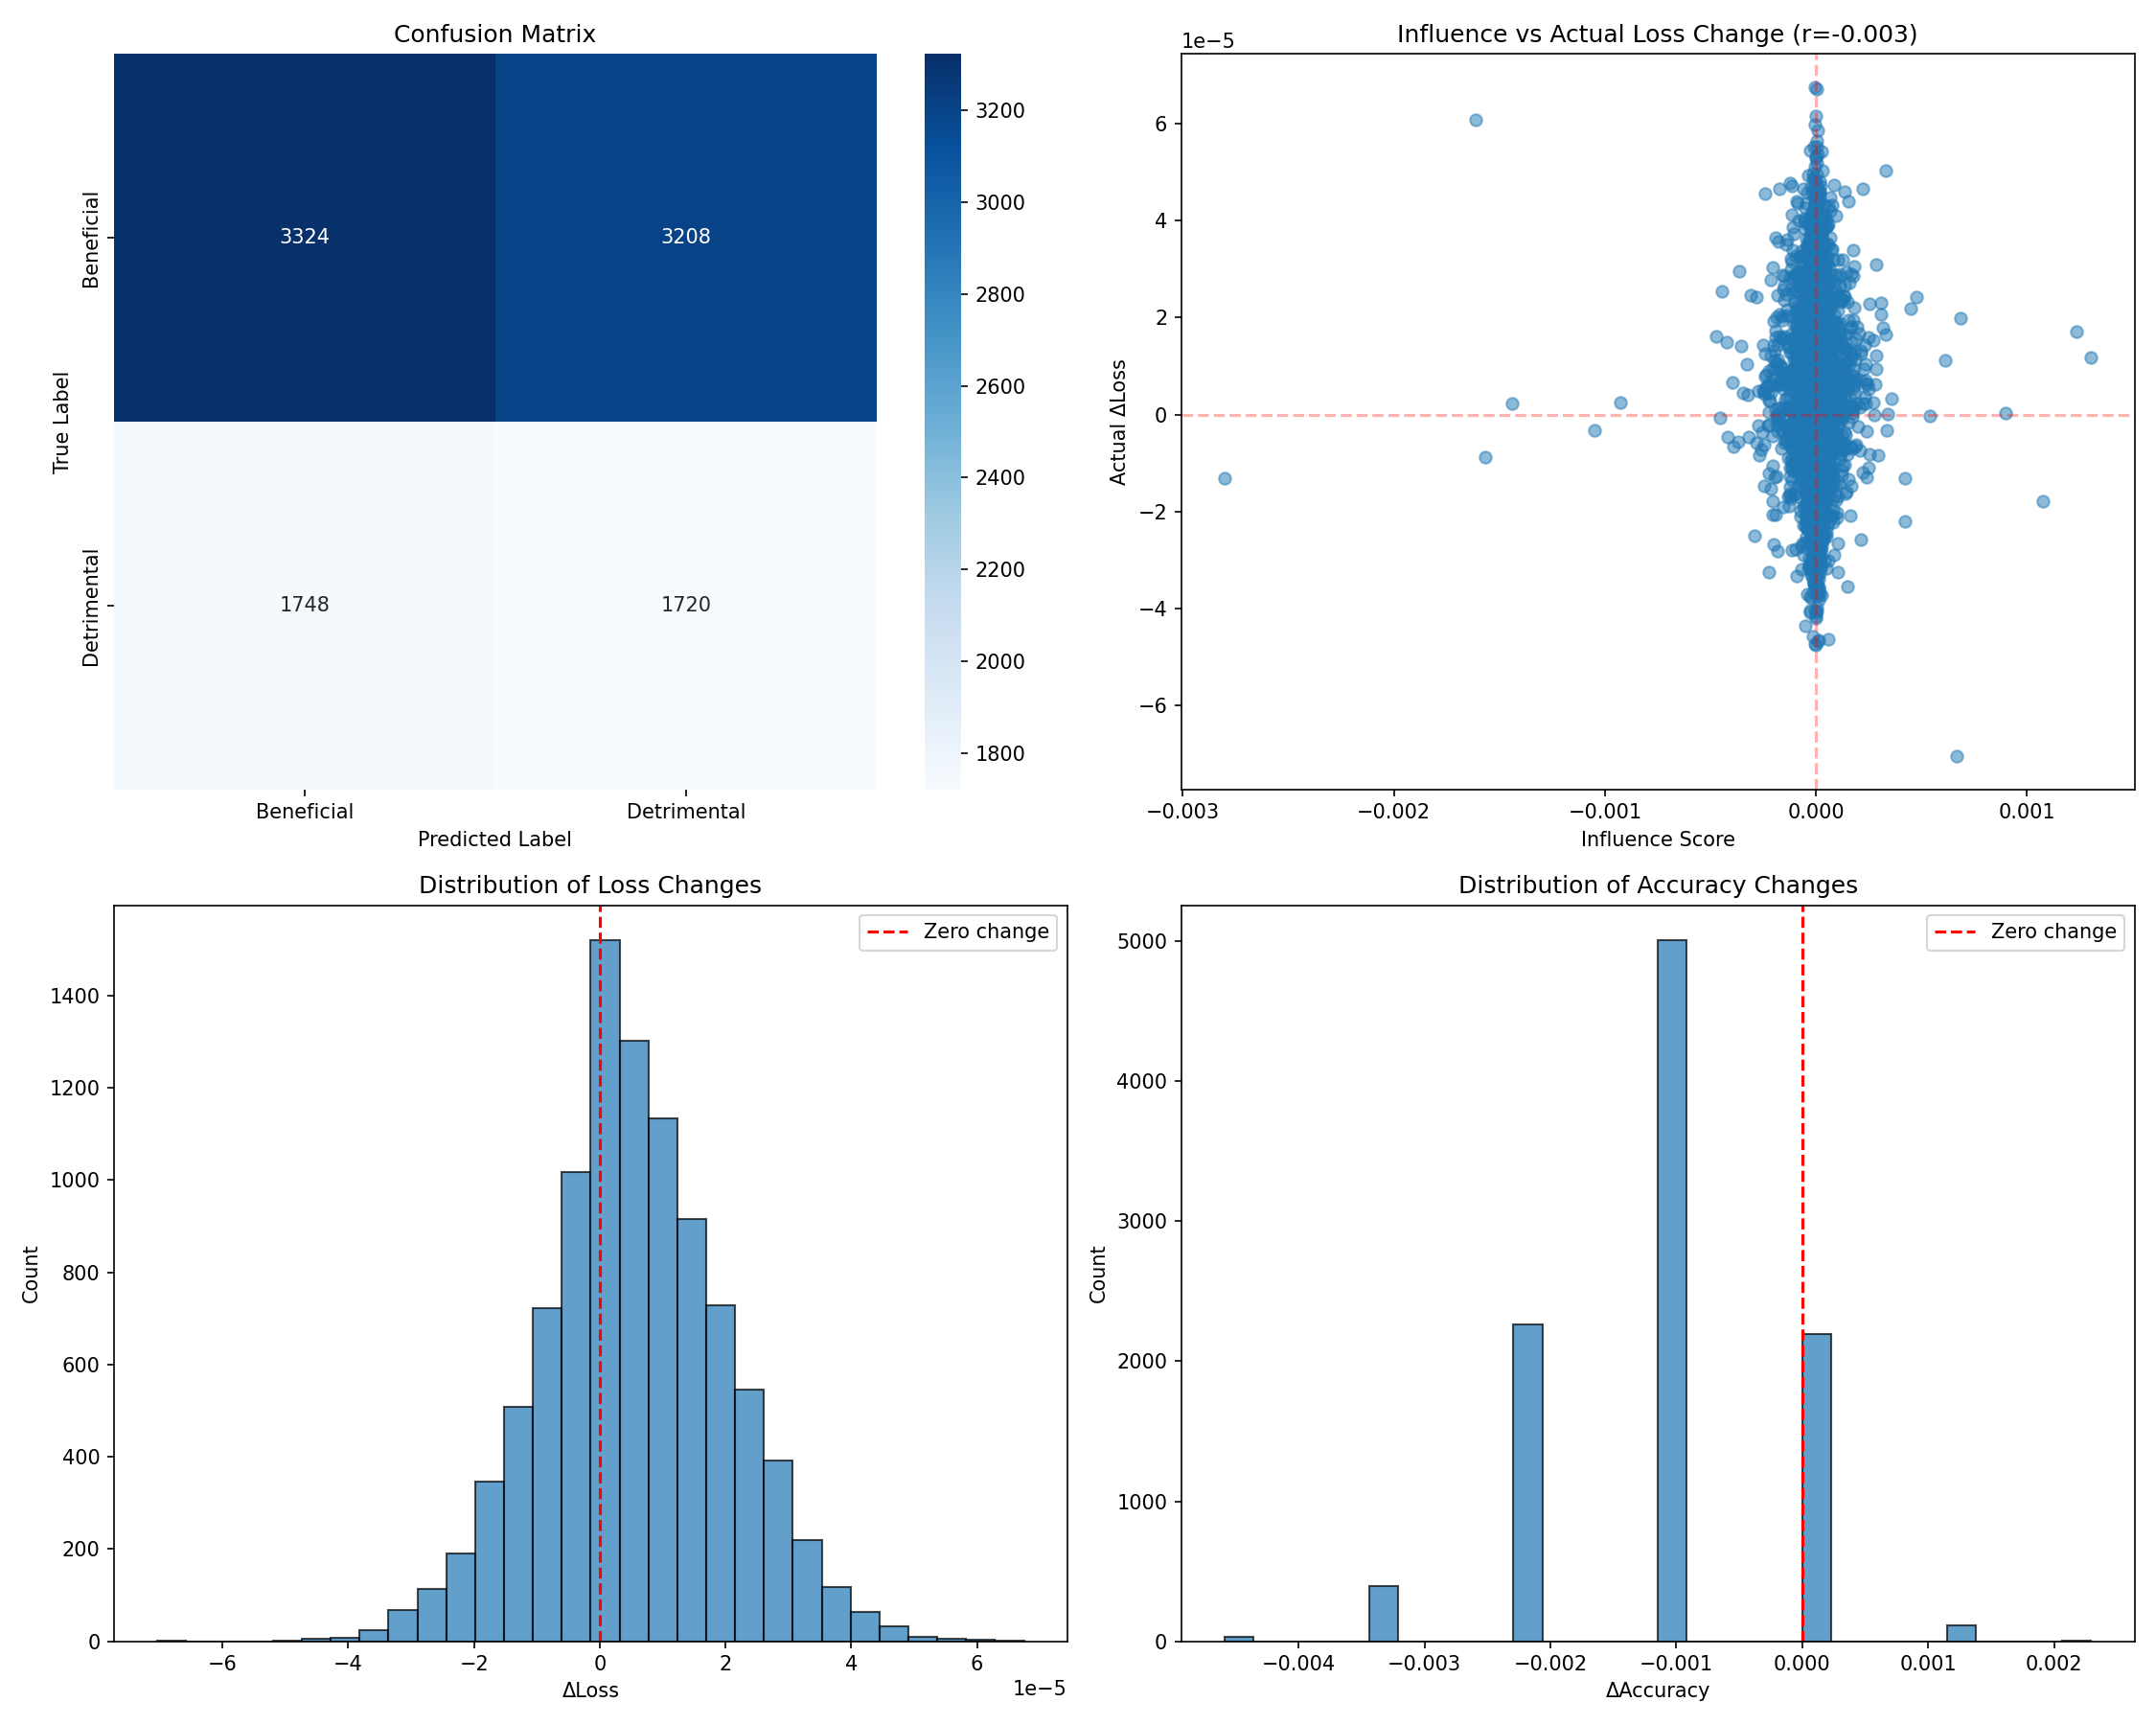 Confusion Matrix
3324
3208
1748
1720
Beneficial
Detrimental
True Label
Beneficial
Detrimental
Predicted Label
3200
3000
2800
2600
2400
2200
2000
1800
Influence vs Actual Loss Change (r=-0.003)
1e−5
6
4
2
0
−2
−4
−6
Actual ΔLoss
−0.003
−0.002
−0.001
0.000
0.001
Influence Score
Distribution of Loss Changes
Zero change
1400
1200
1000
800
600
400
200
0
Count
−6
−4
−2
0
2
4
6
1e−5
ΔLoss
Distribution of Accuracy Changes
Zero change
5000
4000
3000
2000
1000
0
Count
−0.004
−0.003
−0.002
−0.001
0.000
0.001
0.002
ΔAccuracy